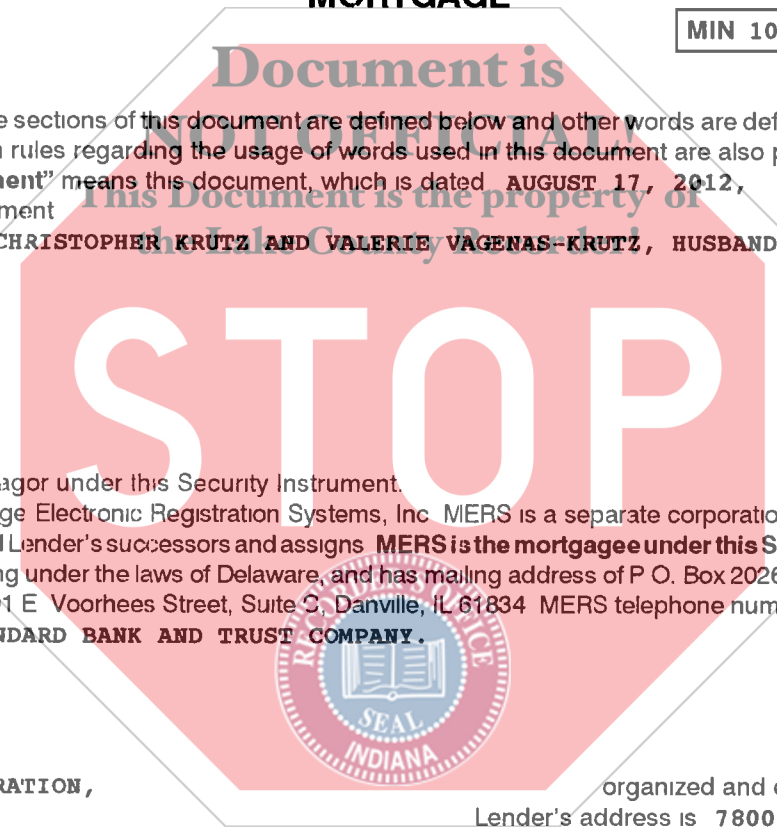 MORTGAGE
MIN 10
Document is
e sections of this document are defined below and other words are def
NOT OFFICIAL!
n rules regarding the usage of words used in this document are also p
ment" means this document, which is dated AUGUST 17, 2012,
This Document is the property of
ment
CHRISTOPHER KRUTZ AND VALERIE VAGENAS-KRUTZ, HUSBAND
the Lake County Recorder!
STOP
agor under this Security Instrument.
ge Electronic Registration Systems, Inc MERS is a separate corporatio
d Lender's successors and assigns MERS is the mortgagee under this S
ng under the laws of Delaware, and has mailing address of P O. Box 2026
1 E Voorhees Street, Suite C, Danville, IL 61834 MERS telephone num
NDARD BANK AND TRUST COMPANY.
RECORDER'S OFFICE
SEAL
INDIANA
RATION,
organized and e
Lender's address is 7800